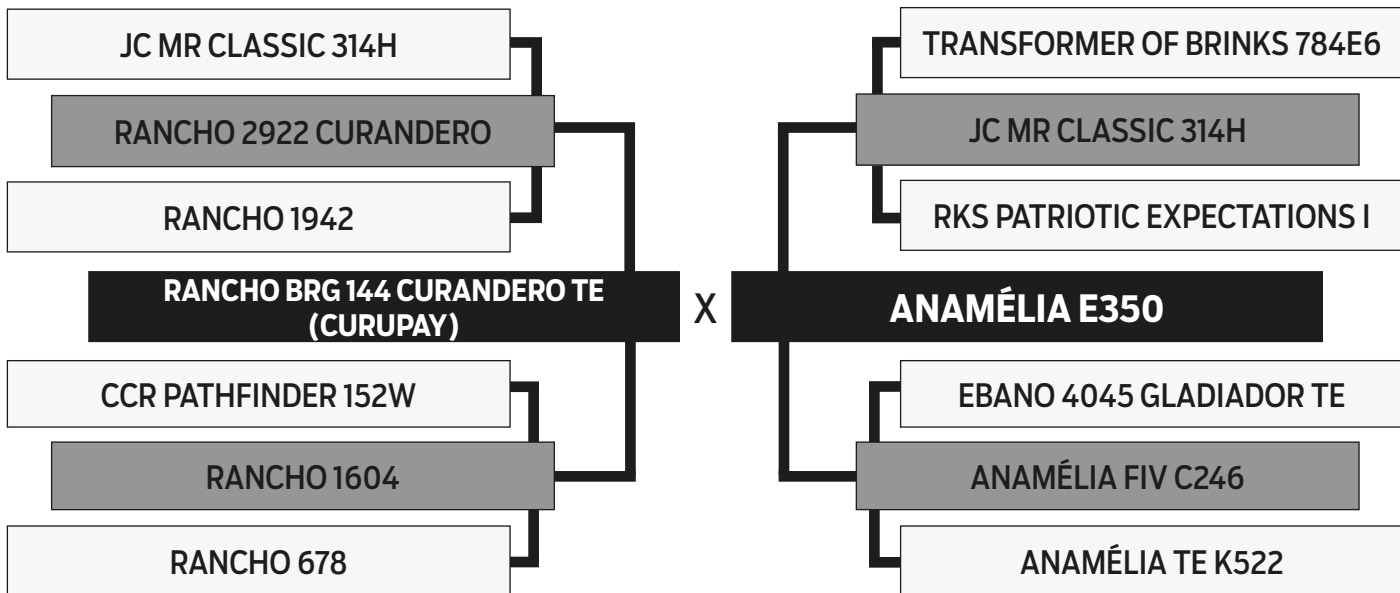 JC MR CLASSIC 314H
TRANSFORMER OF BRINKS 784E6
RANCHO 2922 CURANDERO
JC MR CLASSIC 314H
RANCHO 1942
RKS PATRIOTIC EXPECTATIONS I
RANCHO BRG 144 CURANDERO TE
(CURUPAY)
X
ANAMÉLIA E350
CCR PATHFINDER 152W
EBANO 4045 GLADIADOR TE
RANCHO 1604
ANAMÉLIA FIV C246
RANCHO 678
ANAMÉLIA TE K522